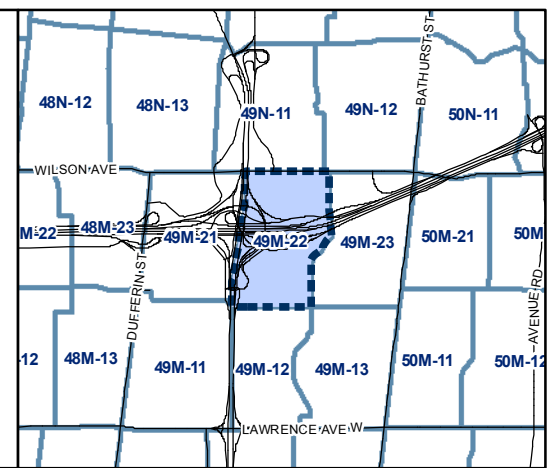 BATHURST ST
48N-12
48N-13
49N-11
49N-12
50N-11
WILSON AVE
M-22
48M-23
49M-21
49M-22
49M-23
50M-21
50M
DUFFERIN ST
AVENUE RD
-12
48M-13
49M-11
49M-12
49M-13
50M-11
50M-12
LAWRENCE AVE W